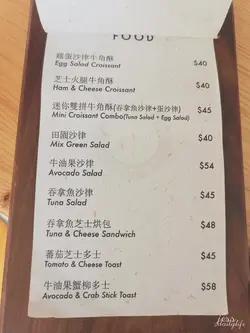 FOOD
雞蛋沙律牛角酥
Egg Salad Croissant $40
芝士火腿牛角酥
Ham & Cheese Croissant $40
迷你雙拼牛角酥(吞拿魚沙律+蛋沙律) $45
Mini Croissant Combo(Tuna Salad + Egg Salad)
田園沙律
Mix Green Salad $40
牛油果沙律 $54
Avocado Salad
吞拿魚沙律 $45
Tuna Salad
吞拿魚芝士烘包 $48
Tuna & Cheese Sandwich
蕃茄芝士多士 $45
Tomato & Cheese Toast
牛油果蟹柳多士 $58
Avocado & Crab Stick Toast